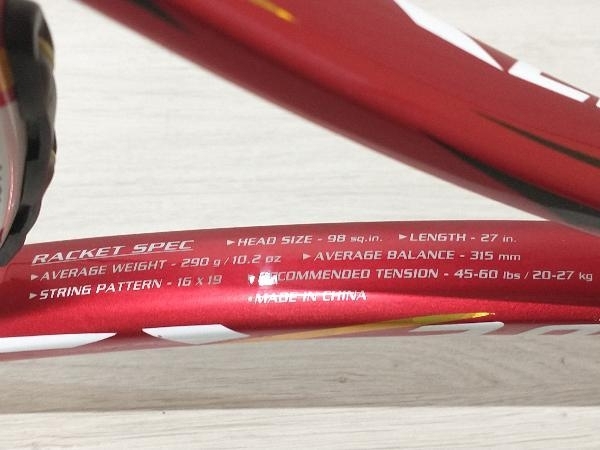 RACKET SPEC ▸HEAD SIZE - 98 sq.in. ▸LENGTH - 27 in.
▸AVERAGE WEIGHT - 290 g / 10.2 oz ▸AVERAGE BALANCE - 315 mm
▸STRING PATTERN - 16 x 19 RECOMMENDED TENSION - 45-60 lbs / 20-27 kg
MADE IN CHINA